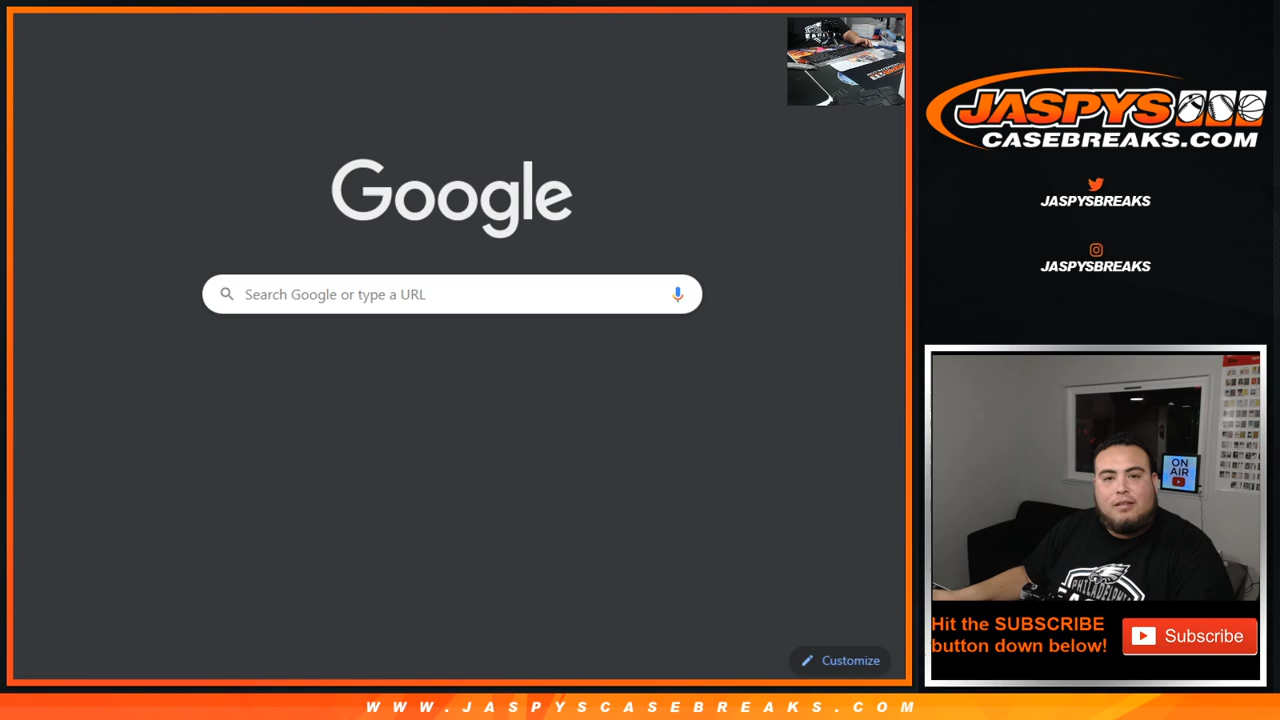 Google
Search Google or type a URL
Customize
JASPYS
CASEBREAKS.COM
JASPYSBREAKS
JASPYSBREAKS
ON
AIR
PHILADELPHIA
Hit the SUBSCRIBE
button down below!
Subscribe
WWW.JASPYSCASEBREAKS.COM